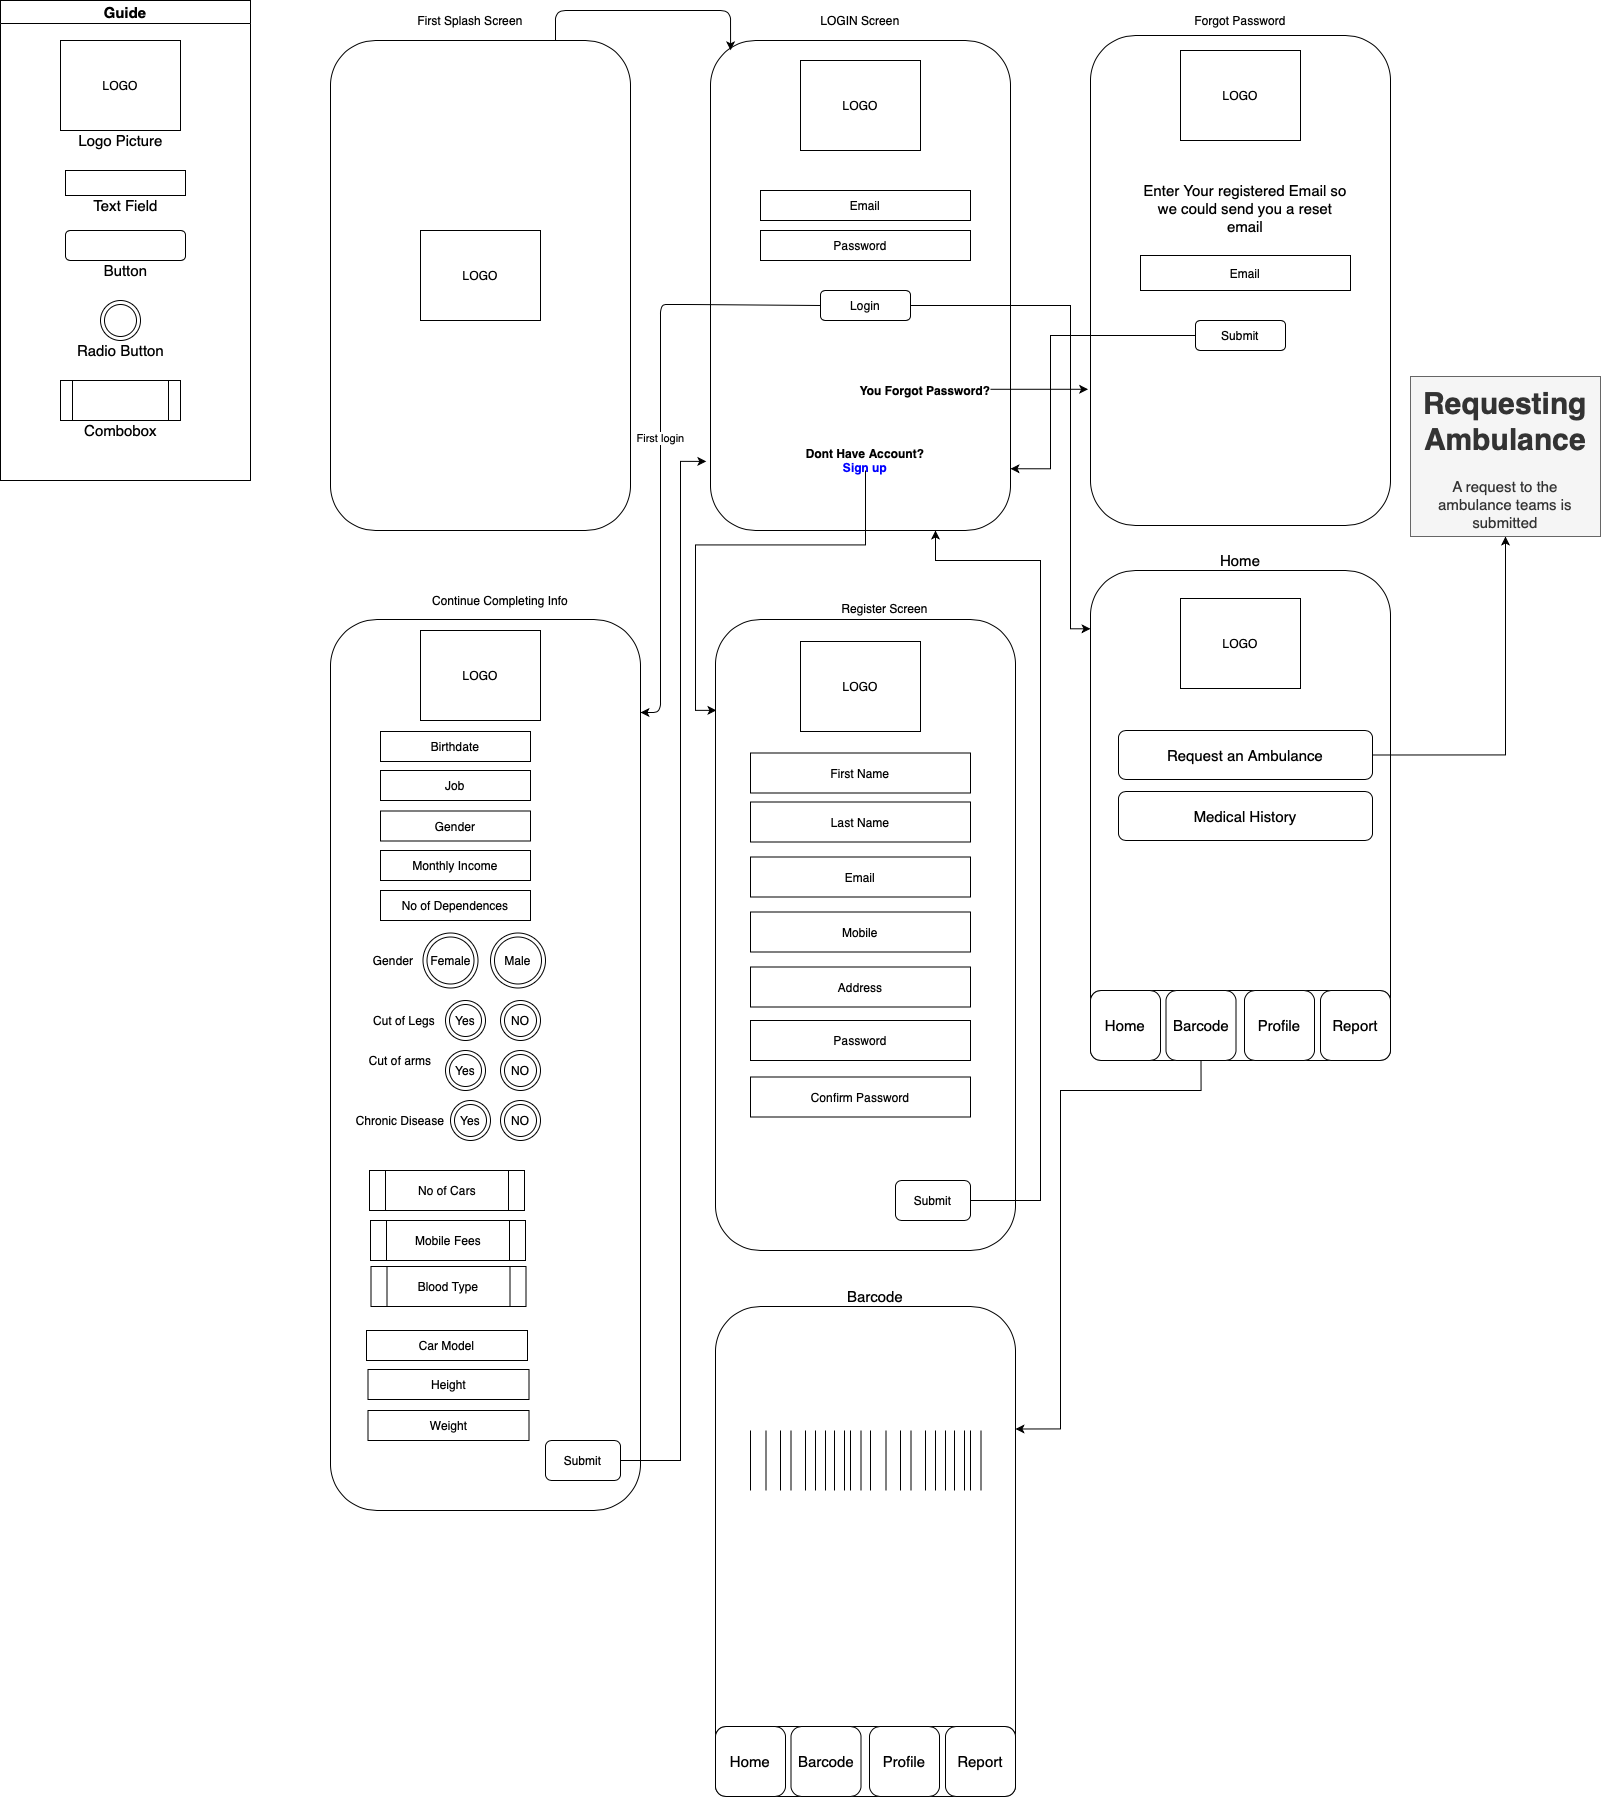 Guide
LOGO
Logo Picture
Text Field
Button
Radio Button
Combobox
First Splash Screen
LOGO
LOGIN Screen
LOGO
Email
Password
Login
You Forgot Password?
Dont Have Account?
Sign up
First login
Forgot Password
LOGO
Enter Your registered Email so
we could send you a reset
email
Email
Submit
Requesting
Ambulance
A request to the
ambulance teams is
submitted
Continue Completing Info
LOGO
Birthdate
Job
Gender
Monthly Income
No of Dependences
Gender Female Male
Cut of Legs Yes NO
Cut of arms Yes NO
Chronic Disease Yes NO
No of Cars
Mobile Fees
Blood Type
Car Model
Height
Weight
Submit
Register Screen
LOGO
First Name
Last Name
Email
Mobile
Address
Password
Confirm Password
Submit
Home
LOGO
Request an Ambulance
Medical History
Home Barcode Profile Report
Barcode
Home Barcode Profile Report